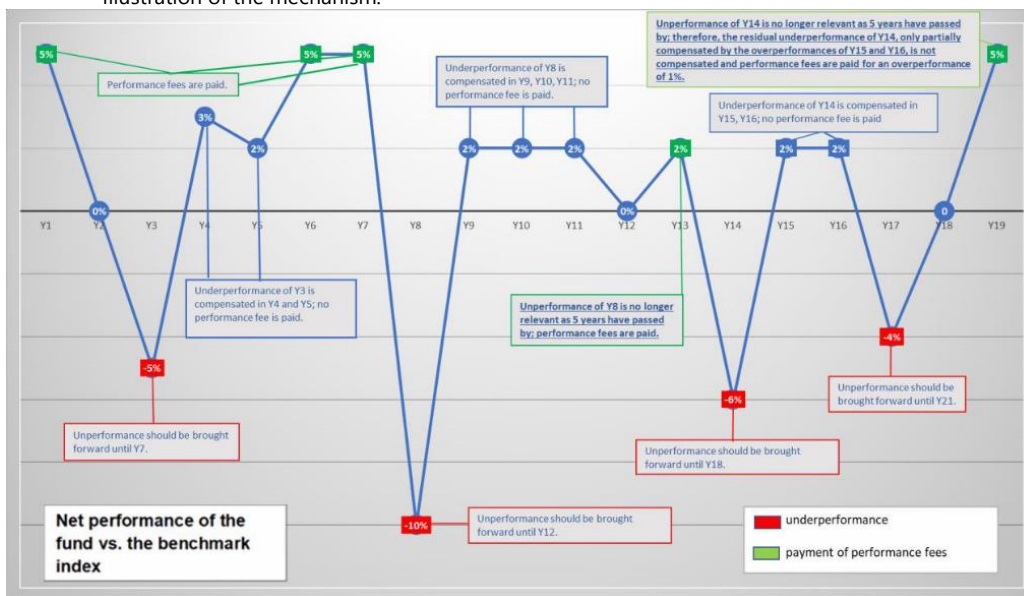 illustration of the mechanism.
5%
Performance fees are paid.
5%
5%
Underperformance of Y8 is
compensated in Y9, Y10, Y11; no
performance fee is paid.
Unperformance of Y14 is no longer relevant as 5 years have passed
by; therefore, the residual underperformance of Y14, only partially
compensated by the overperformances of Y15 and Y16, is not
compensated and performance fees are paid for an overperformance
of 1%.
5%
Underperformance of Y14 is compensated in
Y15, Y16; no performance fee is paid
3%
2%
2%
2%
2%
2%
2%
2%
0%
0%
0
Y1
Y2
Y3
Y4
Y5
Y6
Y7
Y8
Y9
Y10
Y11
Y12
Y13
Y14
Y15
Y16
Y17
Y18
Y19
Underperformance of Y3 is
compensated in Y4 and Y5; no
performance fee is paid.
Unperformance of Y8 is no longer
relevant as 5 years have passed
by; performance fees are paid.
-5%
-6%
-4%
Unperformance should be
brought forward until Y21.
Unperformance should be brought
forward until Y7.
Unperformance should be brought
forward until Y18.
-10%
Unperformance should be brought
forward until Y12.
Net performance of the
fund vs. the benchmark
index
underperformance
payment of performance fees